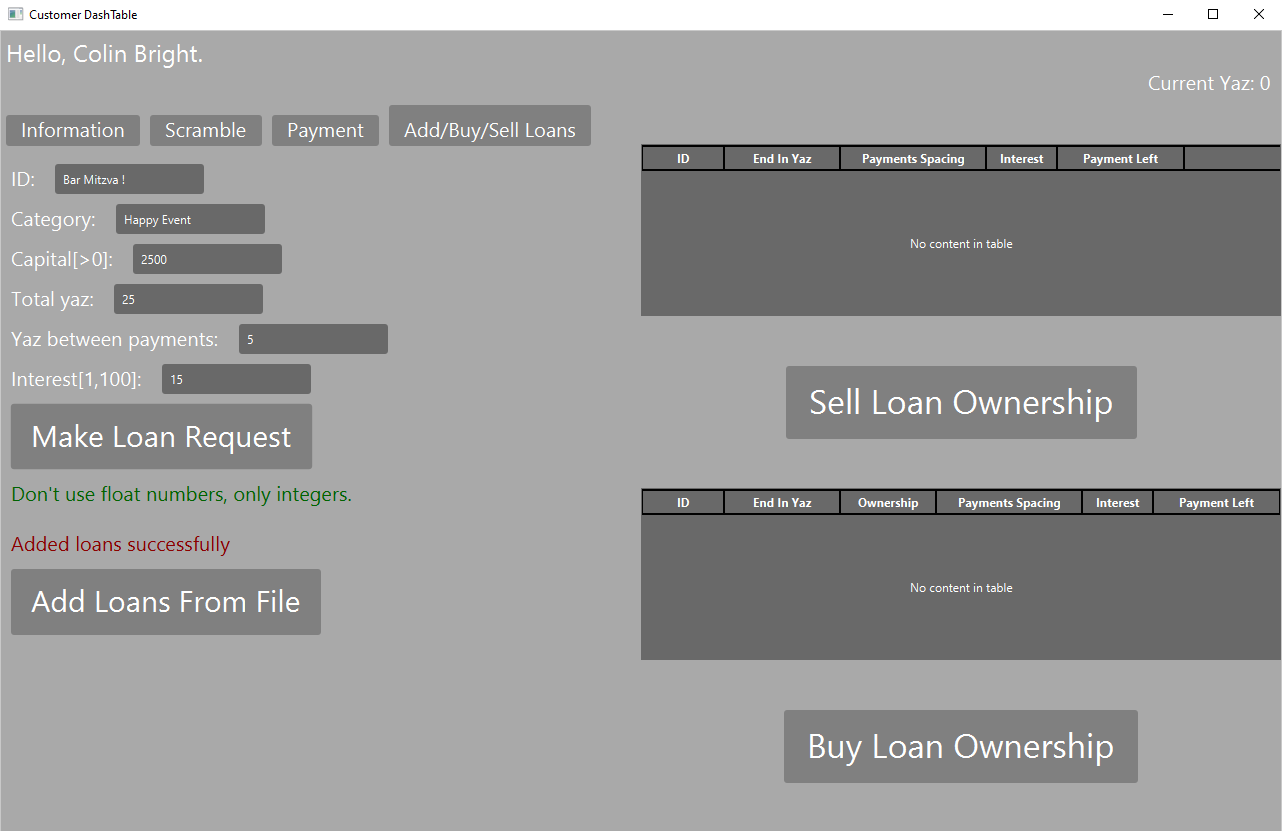 Customer DashTable
Hello, Colin Bright.
Current Yaz: 0
Information Scramble Payment Add/Buy/Sell Loans
ID: Bar Mitzva !
Category: Happy Event
Capital[>0]: 2500
Total yaz: 25
Yaz between payments: 5
Interest[1,100]: 15
Make Loan Request
Don't use float numbers, only integers.
Added loans successfully
Add Loans From File
ID End In Yaz Payments Spacing Interest Payment Left
No content in table
Sell Loan Ownership
ID End In Yaz Ownership Payments Spacing Interest Payment Left
No content in table
Buy Loan Ownership